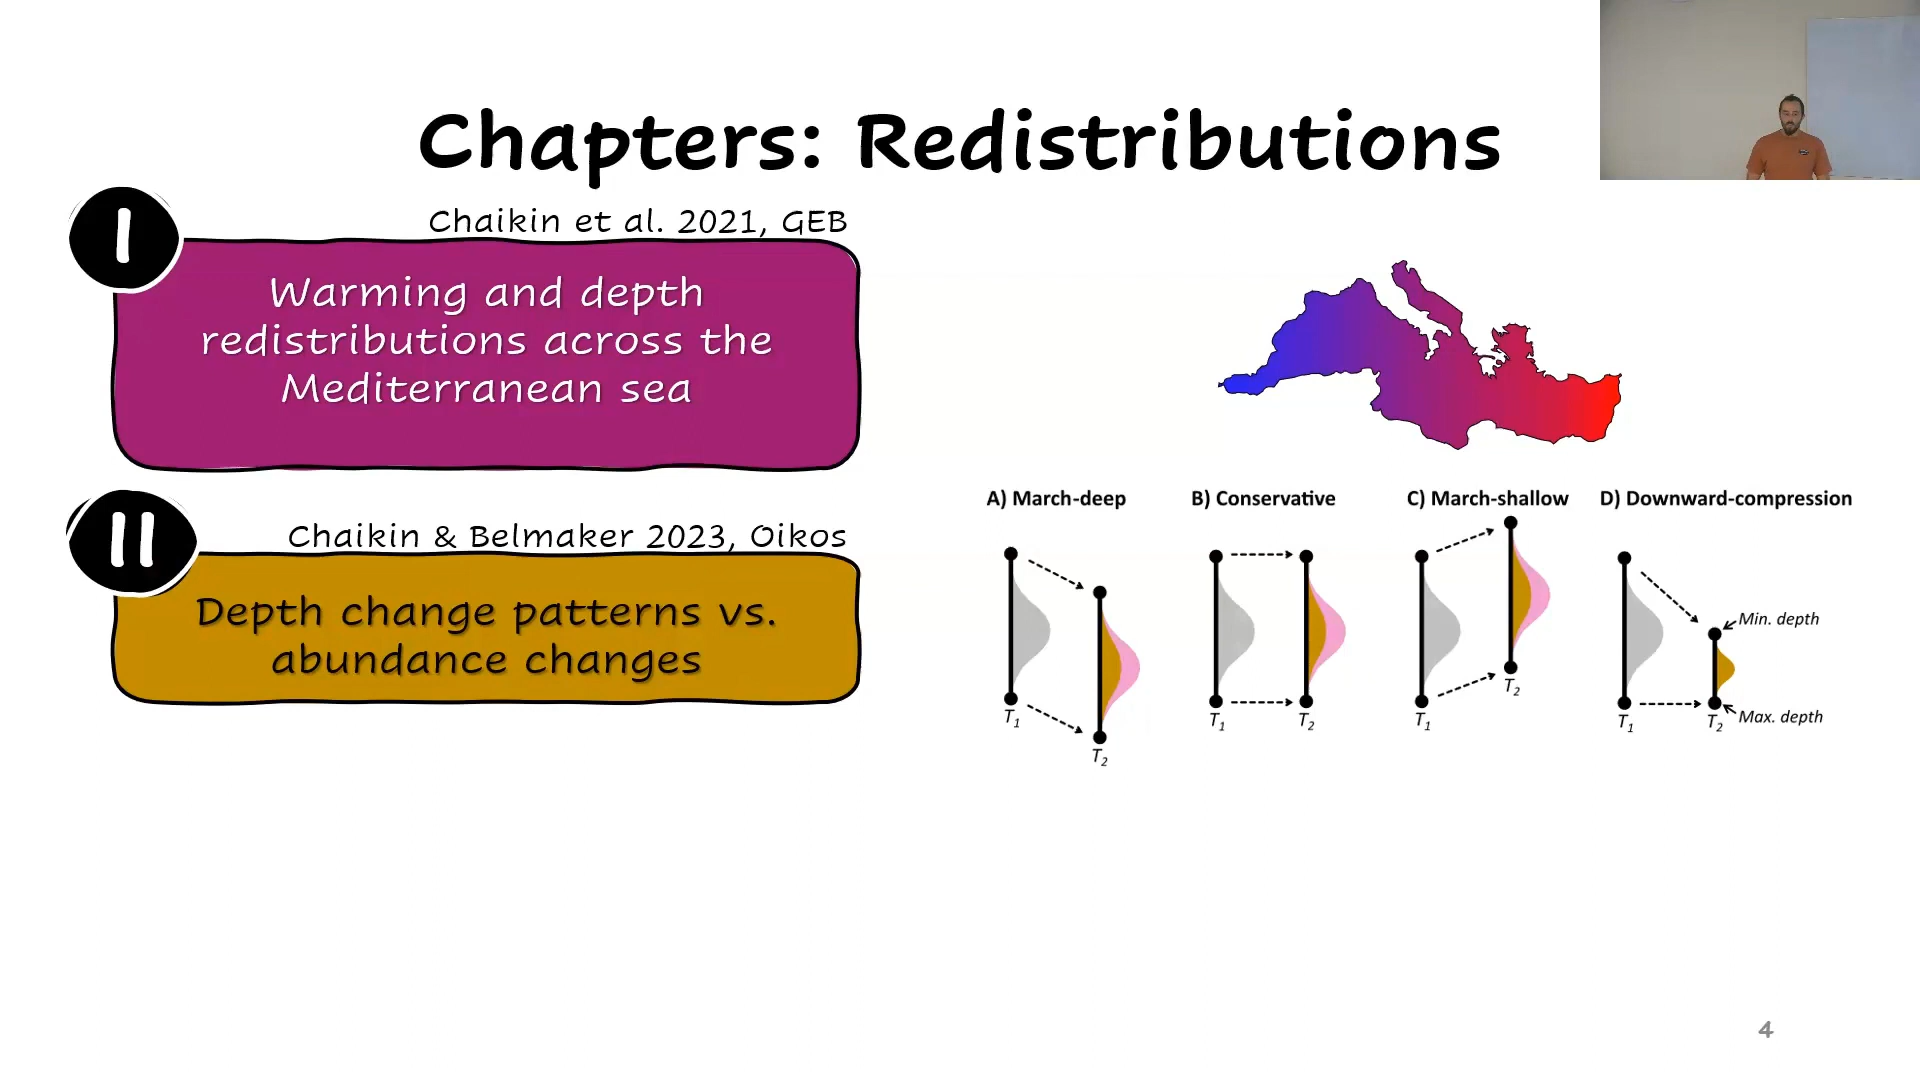 Chapters: Redistributions
I
Chaikin et al. 2021, GEB
Warming and depth
redistributions across the
Mediterranean sea
II
Chaikin & Belmaker 2023, Oikos
Depth change patterns vs.
abundance changes
A) March-deep
B) Conservative
C) March-shallow
D) Downward-compression
T1
T2
T1
T2
T1
T2
Min. depth
T1
T2
Max. depth
4